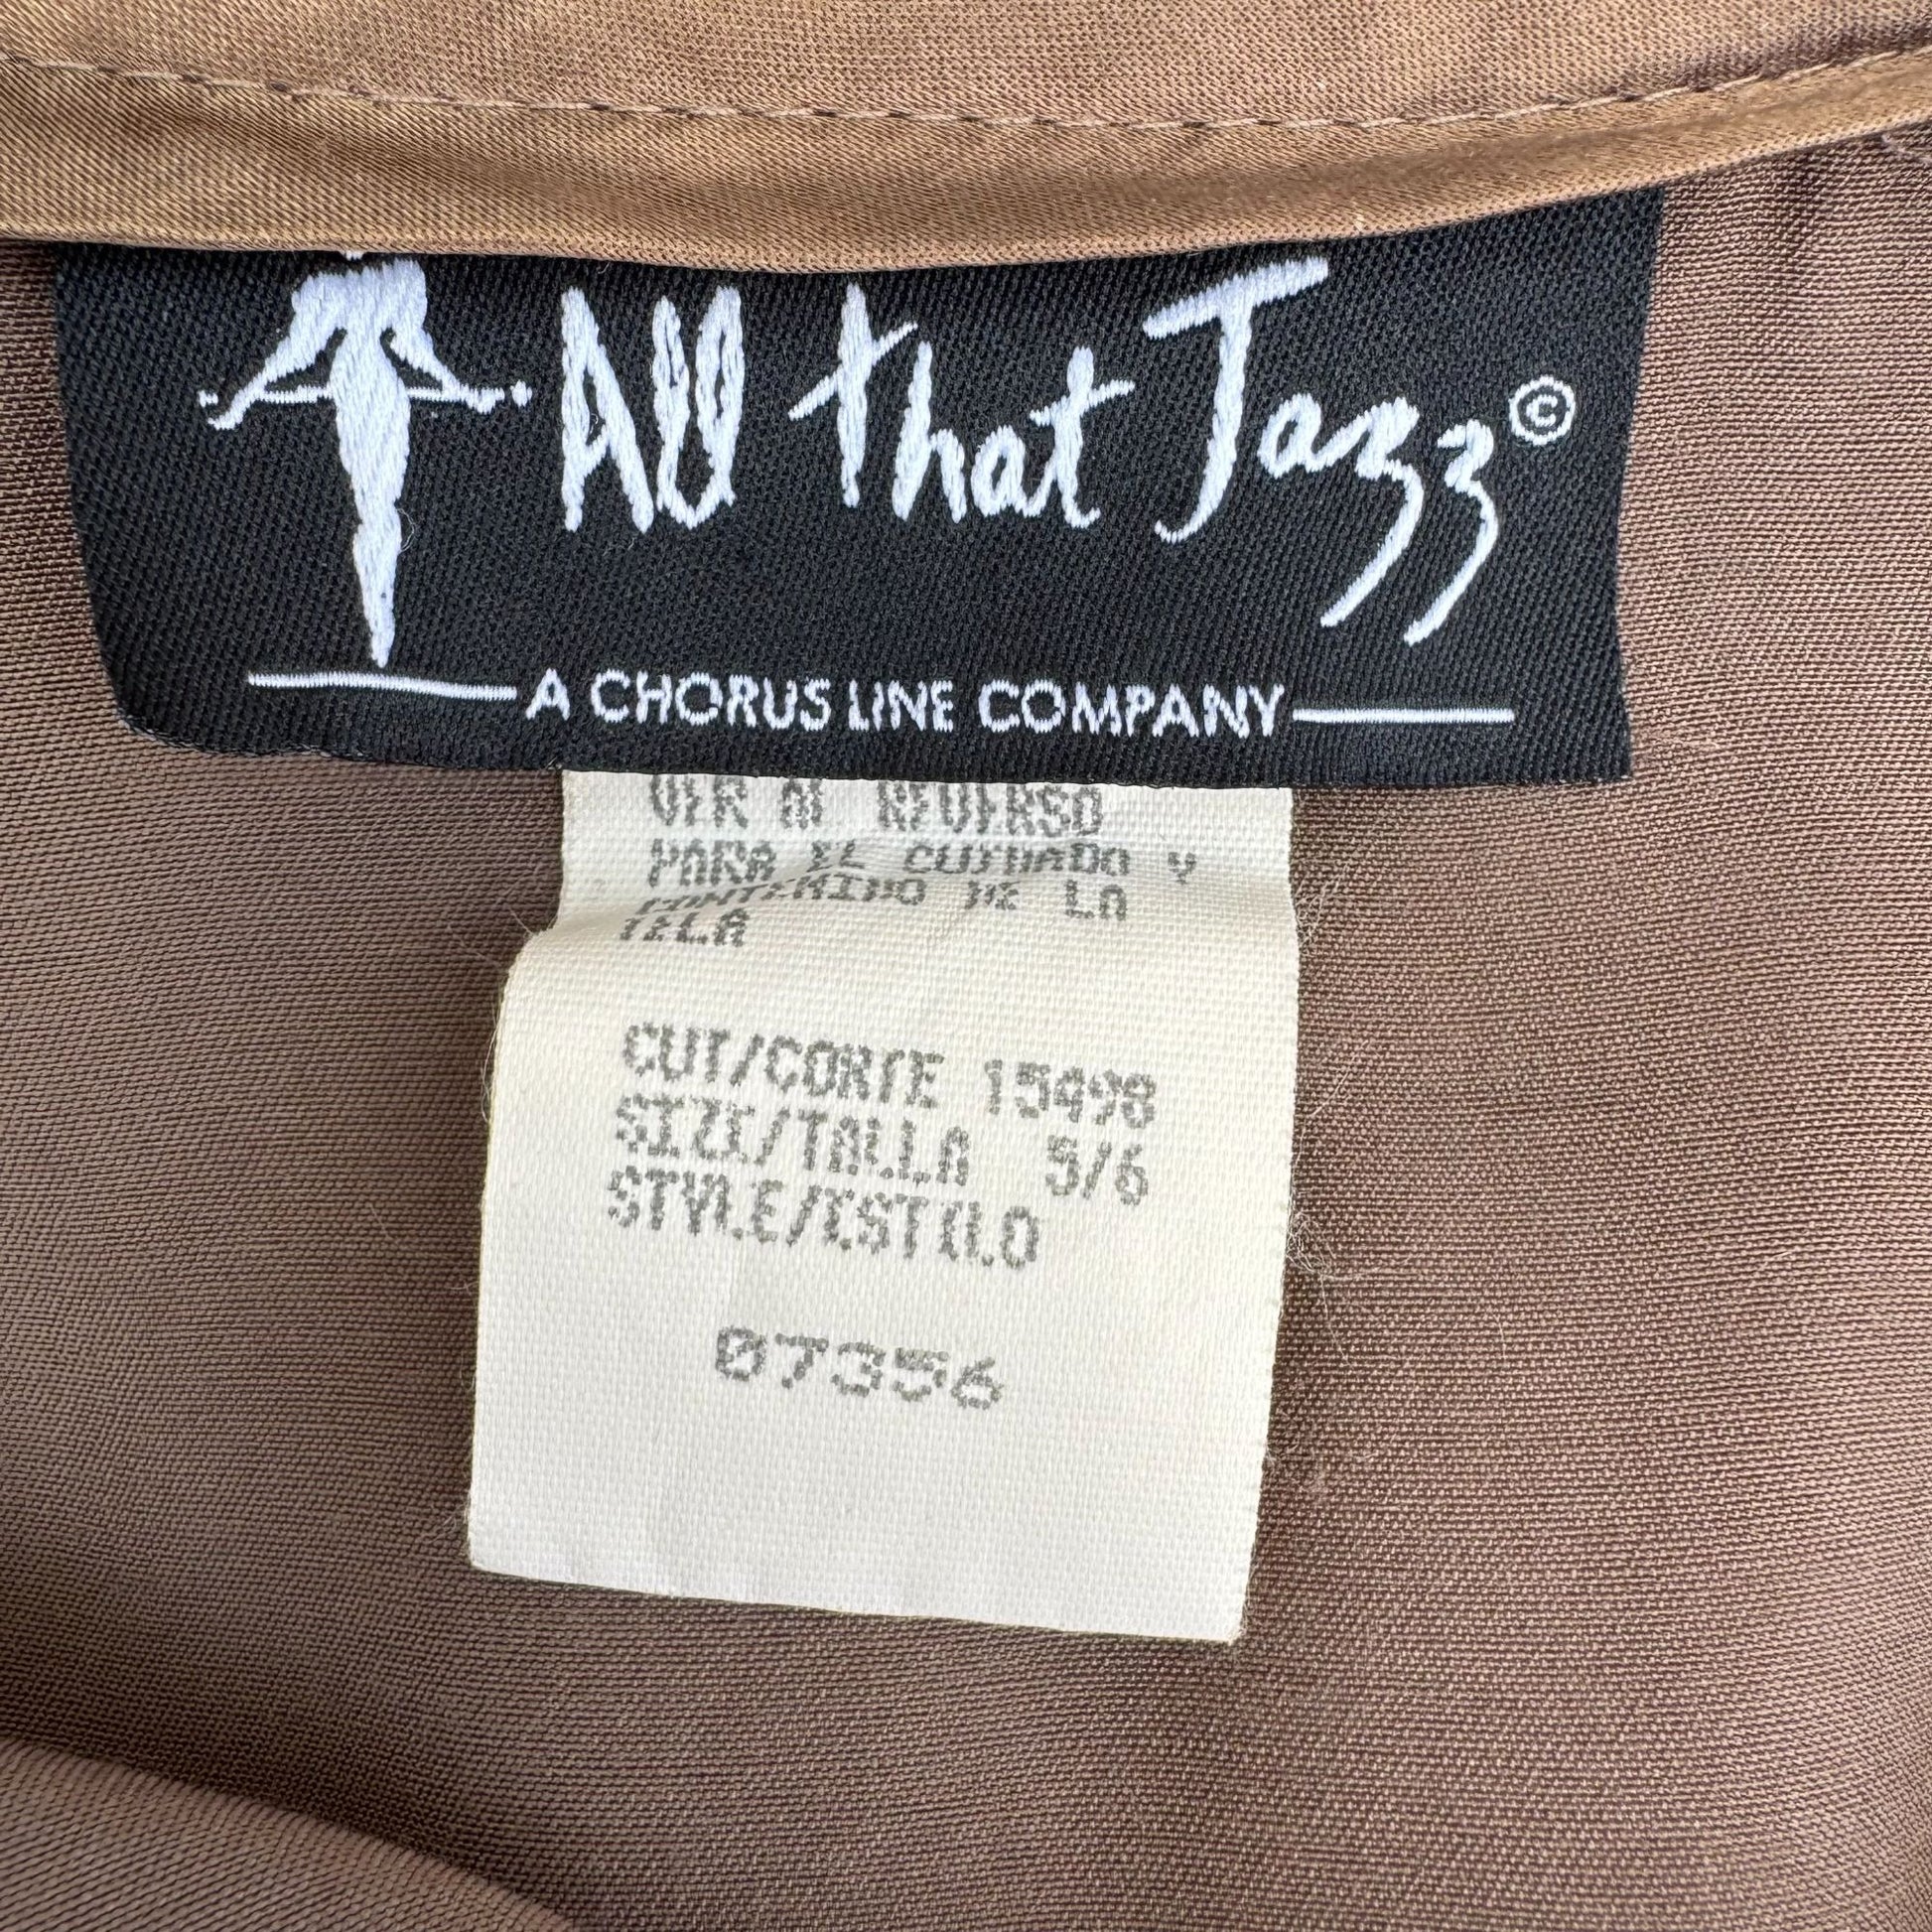 All that Jazz ©
A CHORUS LINE COMPANY
VER AL REVERSO
PARA EL CUIDADO Y
CONTENIDO DE LA
TELA
CUT/CORTE 15498
SIZE/TALLA 5/6
STYLE/ESTILO
07356